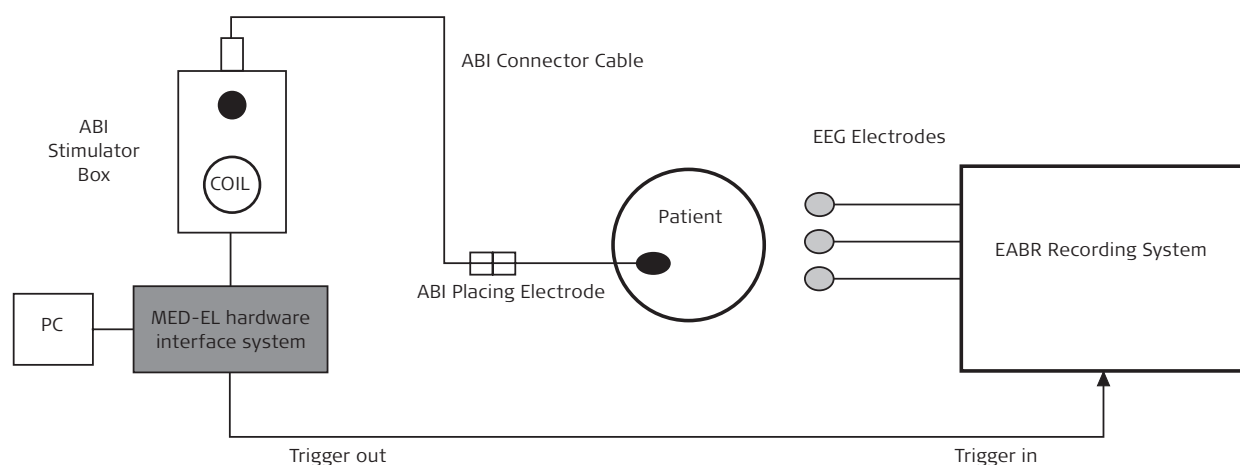 ABI Connector Cable
ABI
Stimulator
Box
COIL
EEG Electrodes
Patient
EABR Recording System
ABI Placing Electrode
PC
MED-EL hardware
interface system
Trigger out
Trigger in